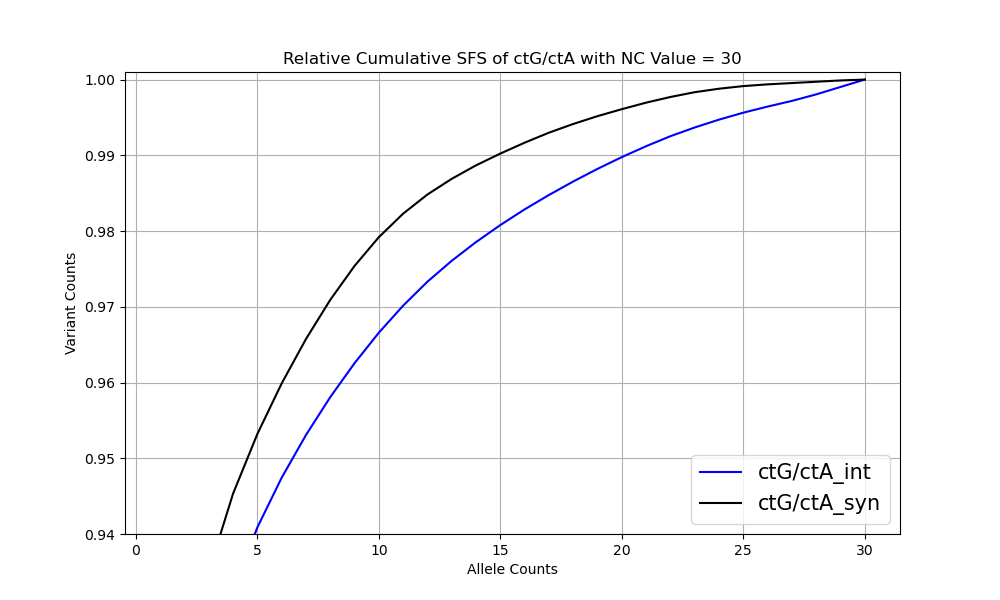 Relative Cumulative SFS of ctG/ctA with NC Value = 30
Variant Counts
1.00
0.99
0.98
0.97
0.96
0.95
0.94
0
5
10
15
20
25
30
Allele Counts
ctG/ctA_int
ctG/ctA_syn